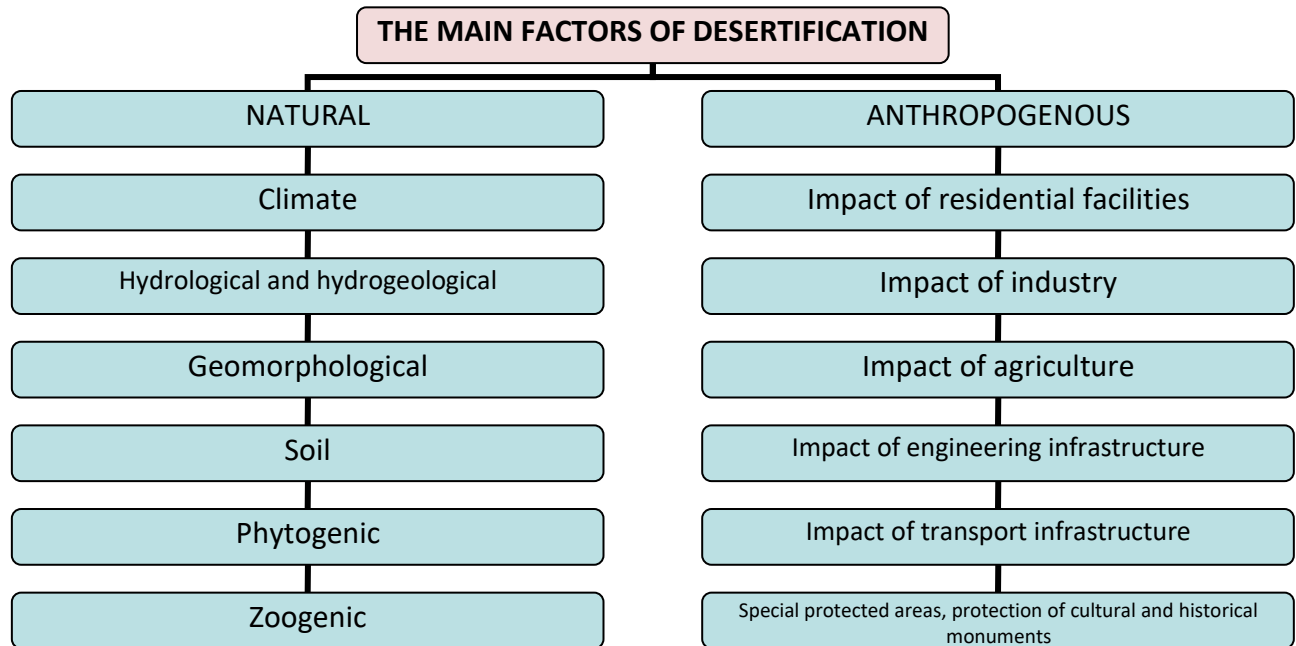 THE MAIN FACTORS OF DESERTIFICATION
NATURAL
Climate
Hydrological and hydrogeological
Geomorphological
Soil
Phytogenic
Zoogenic
ANTHROPOGENOUS
Impact of residential facilities
Impact of industry
Impact of agriculture
Impact of engineering infrastructure
Impact of transport infrastructure
Special protected areas, protection of cultural and historical
monuments